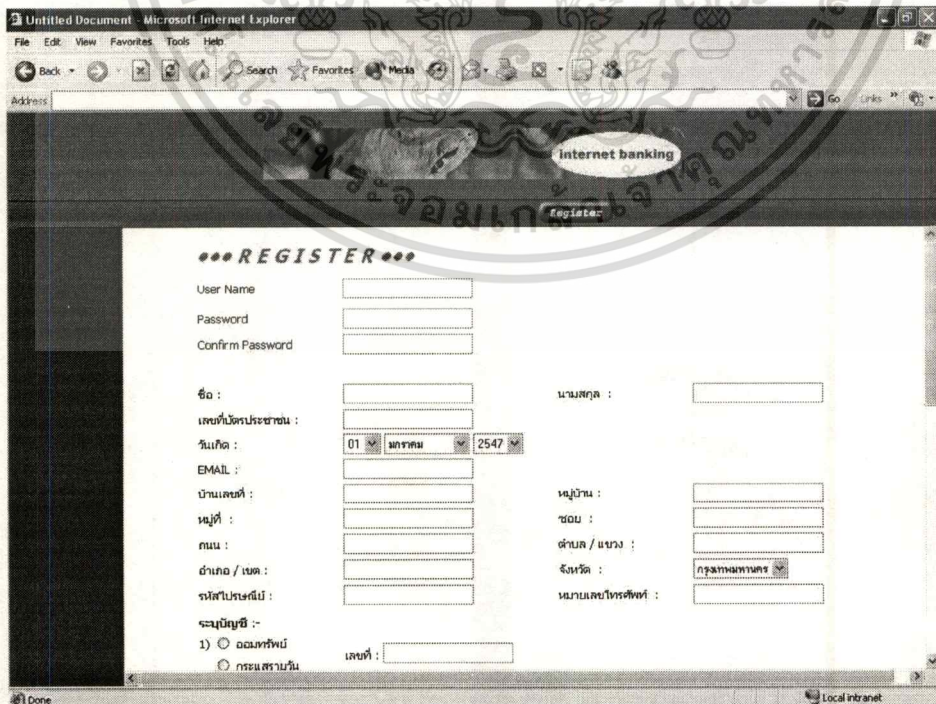 Untitled Document - Microsoft Internet Explorer
File Edit View Favorites Tools Help
Back Search Favorites Media
Address Go Links »
internet banking
Register
●●● REGISTER ●●●
User Name
Password
Confirm Password
ชื่อ : นามสกุล :
เลขที่บัตรประชาชน :
วันเกิด : 01 มกราคม 2547
EMAIL :
บ้านเลขที่ : หมู่บ้าน :
หมู่ที่ : ซอย :
ถนน : ตำบล / แขวง :
อำเภอ / เขต : จังหวัด : กรุงเทพมหานคร
รหัสไปรษณีย์ : หมายเลขโทรศัพท์ :
ระบุบัญชี :-
1) ออมทรัพย์ เลขที่ :
กระแสรายวัน
Done Local intranet